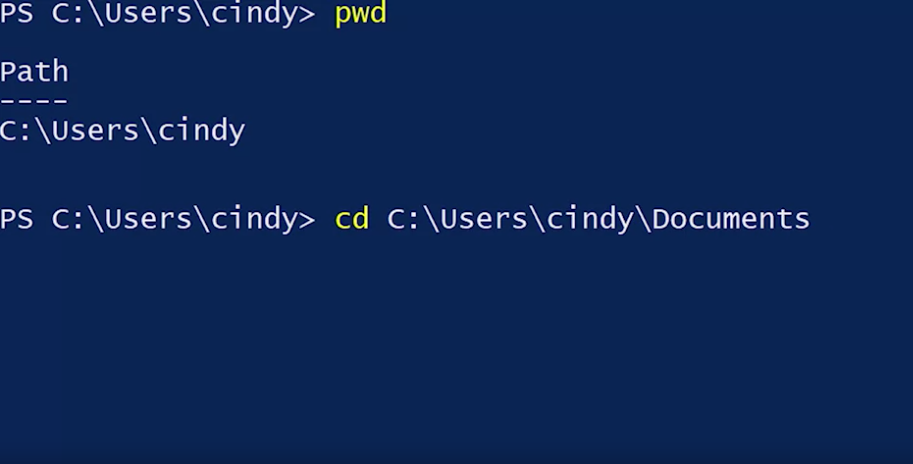 PS C:\Users\cindy> pwd
Path
----
C:\Users\cindy
PS C:\Users\cindy> cd C:\Users\cindy\Documents